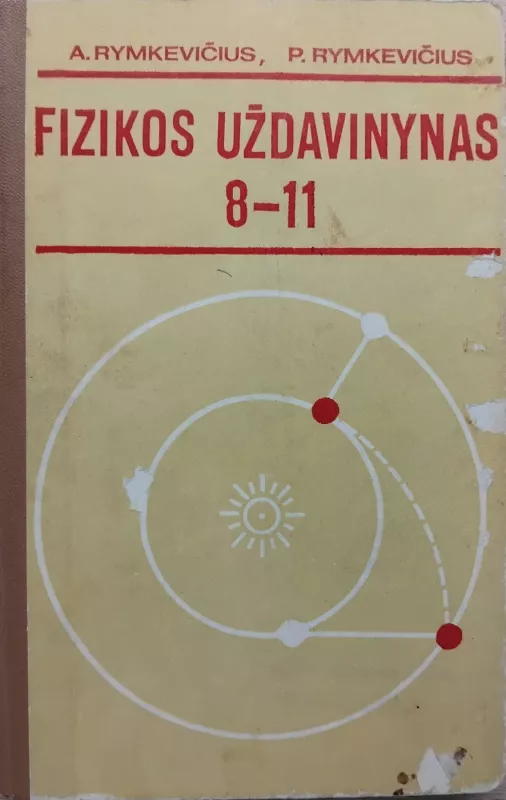 A. RYMKEVIČIUS, P. RYMKEVIČIUS
FIZIKOS UŽDAVINYNAS
8–11